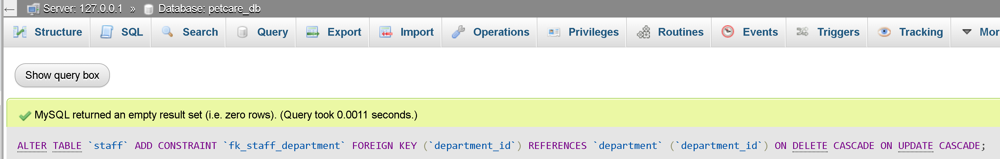 ← Server: 127.0.0.1 » Database: petcare_db
Structure SQL Search Query Export Import Operations Privileges Routines Events Triggers Tracking Mor
Show query box
MySQL returned an empty result set (i.e. zero rows). (Query took 0.0011 seconds.)
ALTER TABLE `staff` ADD CONSTRAINT `fk_staff_department` FOREIGN KEY (`department_id`) REFERENCES `department` (`department_id`) ON DELETE CASCADE ON UPDATE CASCADE;